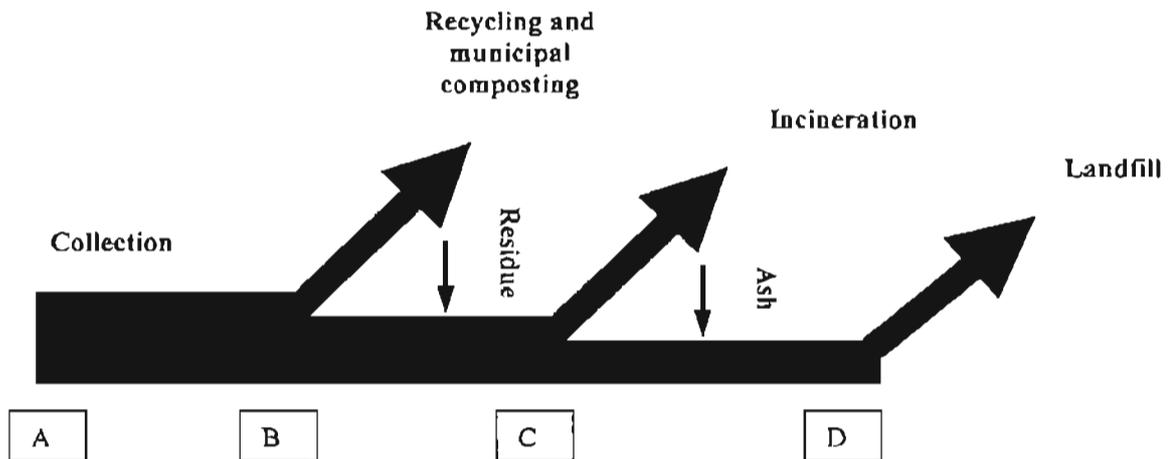 Recycling and
municipal
composting
Incineration
Landfill
Collection
Residue
Ash
A
B
C
D